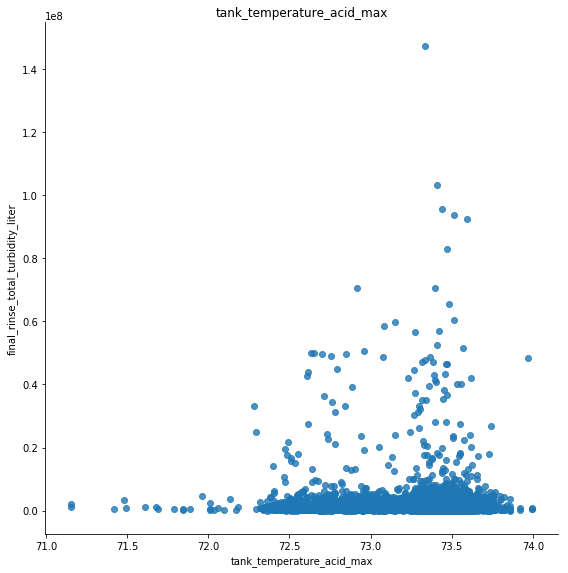 tank_temperature_acid_max
1e8
1.4
1.2
1.0
0.8
0.6
0.4
0.2
0.0
final_rinse_total_turbidity_liter
71.0 71.5 72.0 72.5 73.0 73.5 74.0
tank_temperature_acid_max